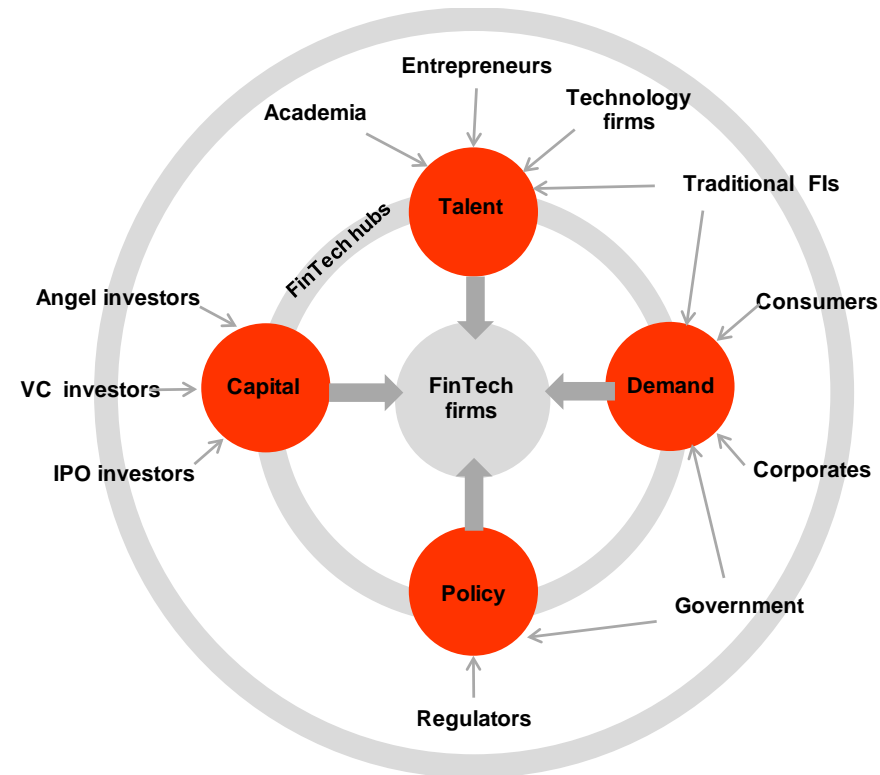 Entrepreneurs
Academia
Technology
firms
Traditional FIs
Talent
FinTech hubs
Angel investors
Consumers
VC investors
Capital
FinTech
firms
Demand
IPO investors
Corporates
Policy
Government
Regulators